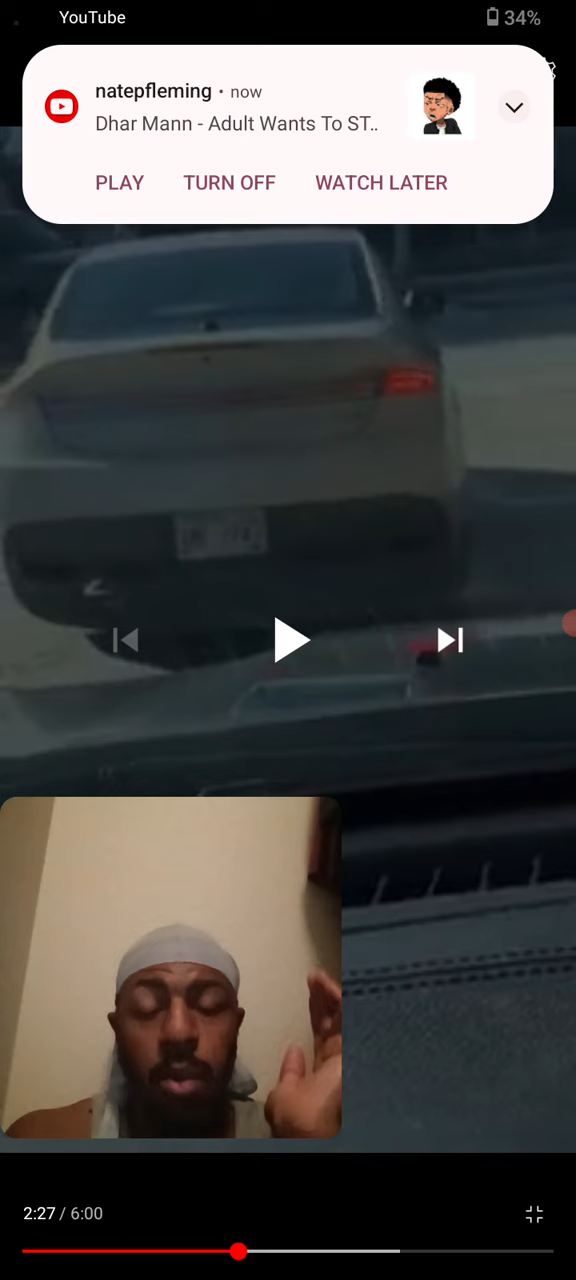 YouTube 34%
natepfleming • now
Dhar Mann - Adult Wants To ST..
PLAY TURN OFF WATCH LATER
2:27 / 6:00